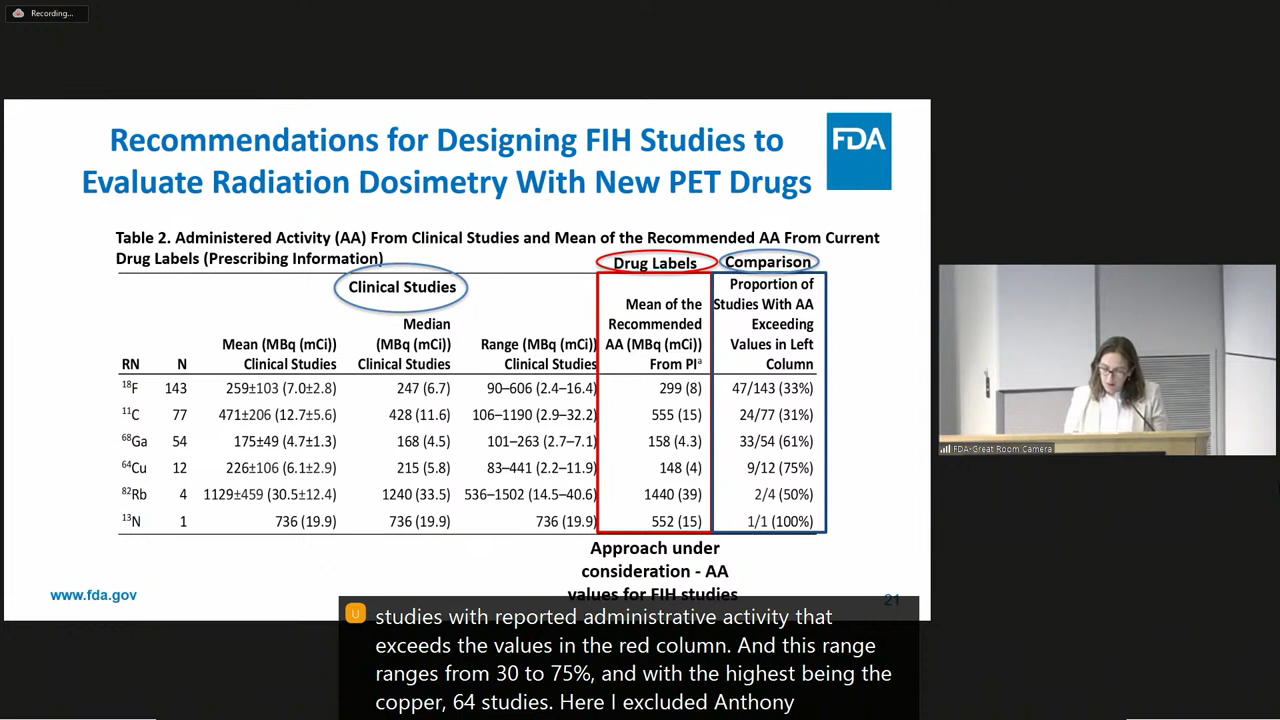 Recording...
Recommendations for Designing FIH Studies to
Evaluate Radiation Dosimetry With New PET Drugs
FDA
Table 2. Administered Activity (AA) From Clinical Studies and Mean of the Recommended AA From Current
Drug Labels (Prescribing Information)
Clinical Studies
Drug Labels
Comparison
RN
N
Mean (MBq (mCi))
Clinical Studies
Median
(MBq (mCi))
Clinical Studies
Range (MBq (mCi))
Clinical Studies
Mean of the
Recommended
AA (MBq (mCi))
From PIᵃ
Proportion of
Studies With AA
Exceeding
Values in Left
Column
¹⁸F 143 259±103 (7.0±2.8) 247 (6.7) 90–606 (2.4–16.4) 299 (8) 47/143 (33%)
¹¹C 77 471±206 (12.7±5.6) 428 (11.6) 106–1190 (2.9–32.2) 555 (15) 24/77 (31%)
⁶⁸Ga 54 175±49 (4.7±1.3) 168 (4.5) 101–263 (2.7–7.1) 158 (4.3) 33/54 (61%)
⁶⁴Cu 12 226±106 (6.1±2.9) 215 (5.8) 83–441 (2.2–11.9) 148 (4) 9/12 (75%)
⁸²Rb 4 1129±459 (30.5±12.4) 1240 (33.5) 536–1502 (14.5–40.6) 1440 (39) 2/4 (50%)
¹³N 1 736 (19.9) 736 (19.9) 736 (19.9) 552 (15) 1/1 (100%)
Approach under
consideration - AA
values for FIH studies
www.fda.gov
21
FDA-Great Room Camera
U
studies with reported administrative activity that
exceeds the values in the red column. And this range
ranges from 30 to 75%, and with the highest being the
copper, 64 studies. Here I excluded Anthony